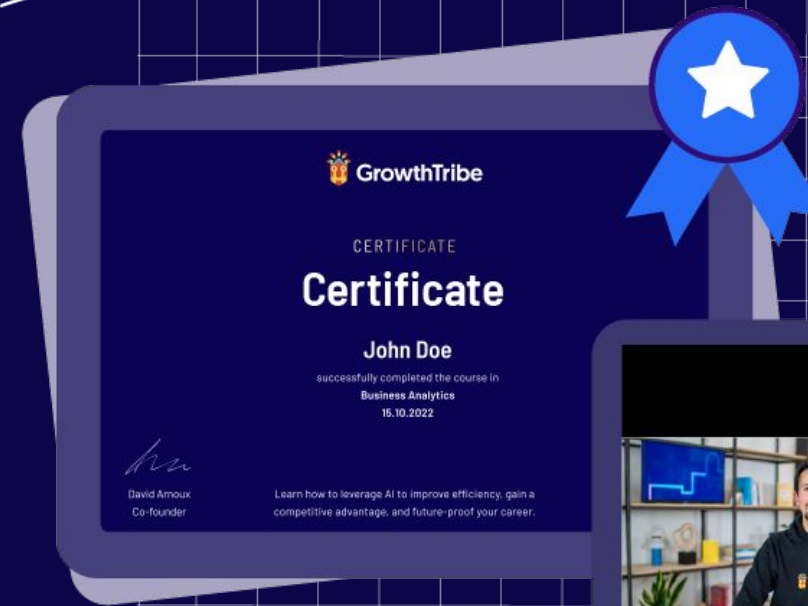 GrowthTribe
CERTIFICATE
Certificate
John Doe
successfully completed the course in
Business Analytics
15.10.2022
David Arnoux
Co-founder
Learn how to leverage AI to improve efficiency, gain a
competitive advantage, and future-proof your career.